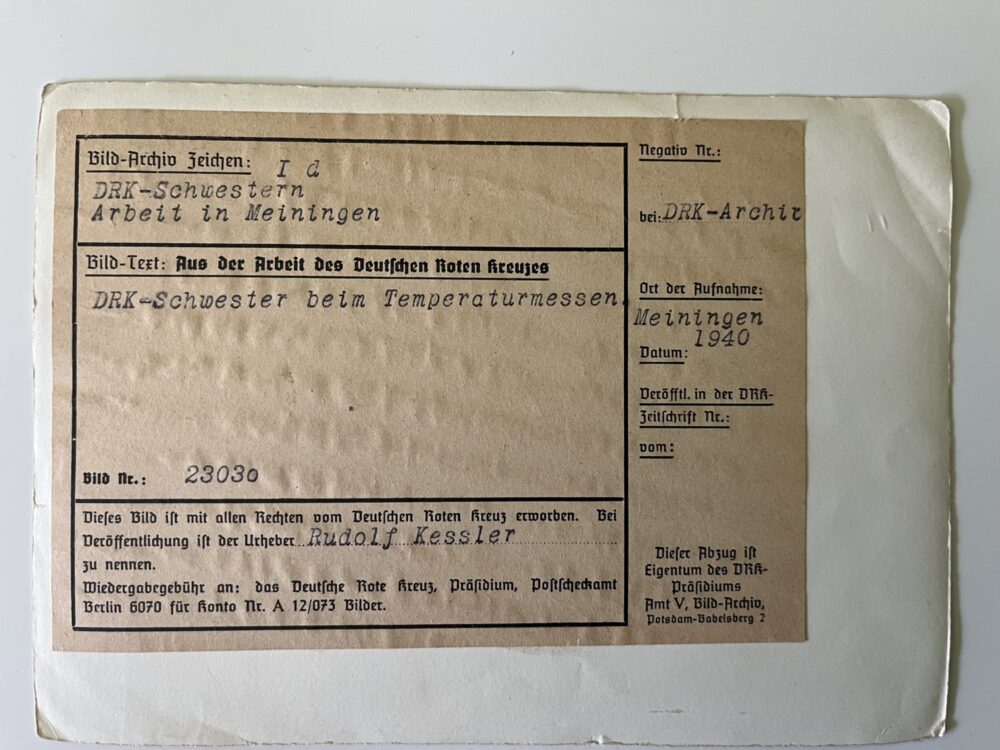 Bild-Archiv Zeichen: I d
DRK-Schwestern
Arbeit in Meiningen
Bild-Text: Aus der Arbeit des Deutschen Roten Kreuzes
DRK-Schwester beim Temperaturmessen.
Bild Nr.: 23030
Dieses Bild ist mit allen Rechten vom Deutschen Roten Kreuz erworben. Bei
Veröffentlichung ist der Urheber Rudolf Kessler
zu nennen.
Wiedergabegebühr an: das Deutsche Rote Kreuz, Präsidium, Postscheckamt
Berlin 6070 für Konto Nr. A 12/073 Bilder.
Negativ Nr.:
bei: DRK-Archiv
Ort der Aufnahme:
Meiningen
1940
Datum:
Veröfftl. in der DRK-
Zeitschrift Nr.:
vom:
Dieser Abzug ist
Eigentum des DRK-
Präsidiums
Amt V, Bild-Archiv,
Potsdam-Babelsberg 2